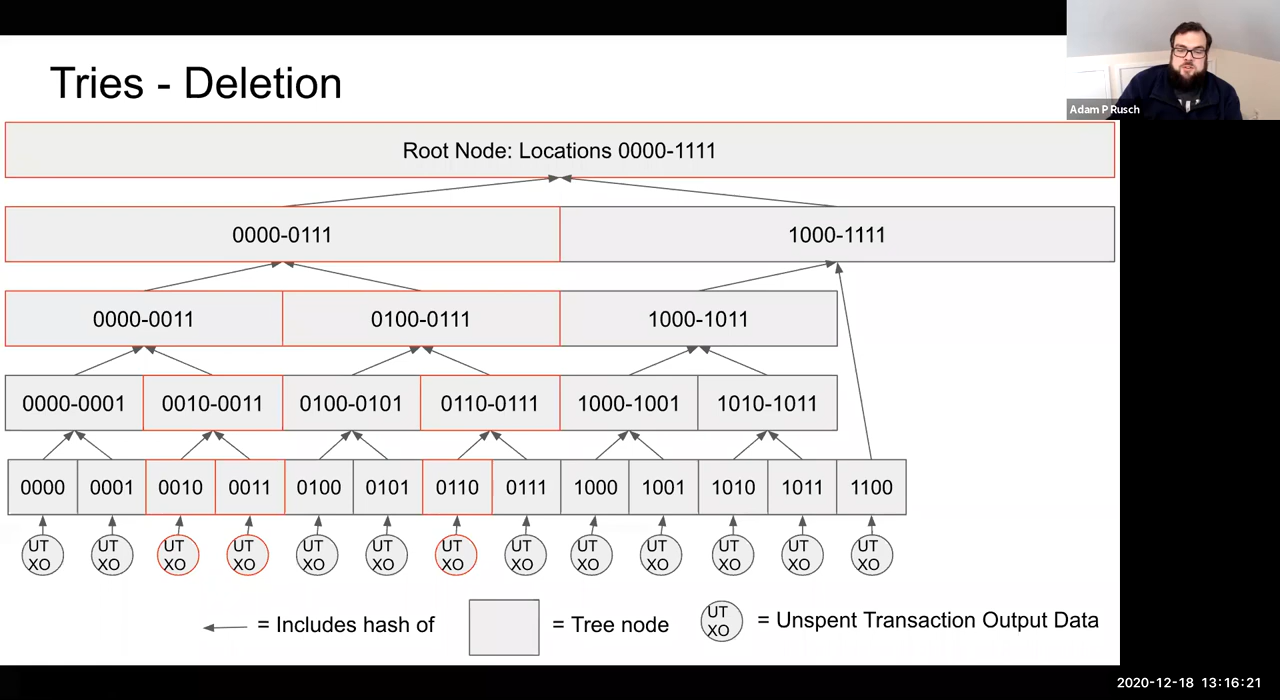 Adam P Rusch
Tries - Deletion
Root Node: Locations 0000-1111
0000-0111 1000-1111
0000-0011 0100-0111 1000-1011
0000-0001 0010-0011 0100-0101 0110-0111 1000-1001 1010-1011
0000 0001 0010 0011 0100 0101 0110 0111 1000 1001 1010 1011 1100
UT UT UT UT UT UT UT UT UT UT UT UT UT
XO XO XO XO XO XO XO XO XO XO XO XO XO
= Includes hash of
= Tree node
UT
XO
= Unspent Transaction Output Data
2020-12-18 13:16:21